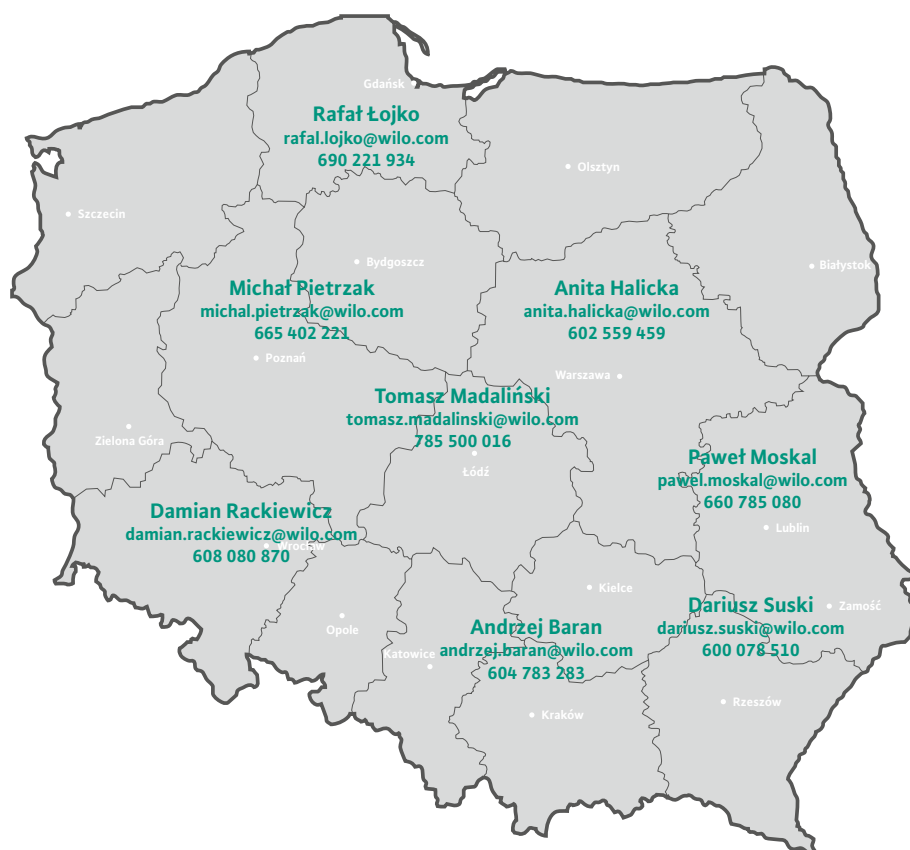 Gdańsk
Rafał Łojko
rafal.lojko@wilo.com
690 221 934
Olsztyn
Szczecin
Bydgoszcz
Białystok
Michał Pietrzak
michal.pietrzak@wilo.com
665 402 221
Anita Halicka
anita.halicka@wilo.com
602 559 459
Poznań
Warszawa
Tomasz Madaliński
tomasz.madalinski@wilo.com
785 500 016
Zielona Góra
Łódź
Paweł Moskal
pawel.moskal@wilo.com
660 785 080
Lublin
Damian Rackiewicz
damian.rackiewicz@wilo.com
Wrocław
608 080 870
Kielce
Dariusz Suski
dariusz.suski@wilo.com
600 078 510
Zamość
Opole
Andrzej Baran
andrzej.baran@wilo.com
604 783 283
Katowice
Rzeszów
Kraków